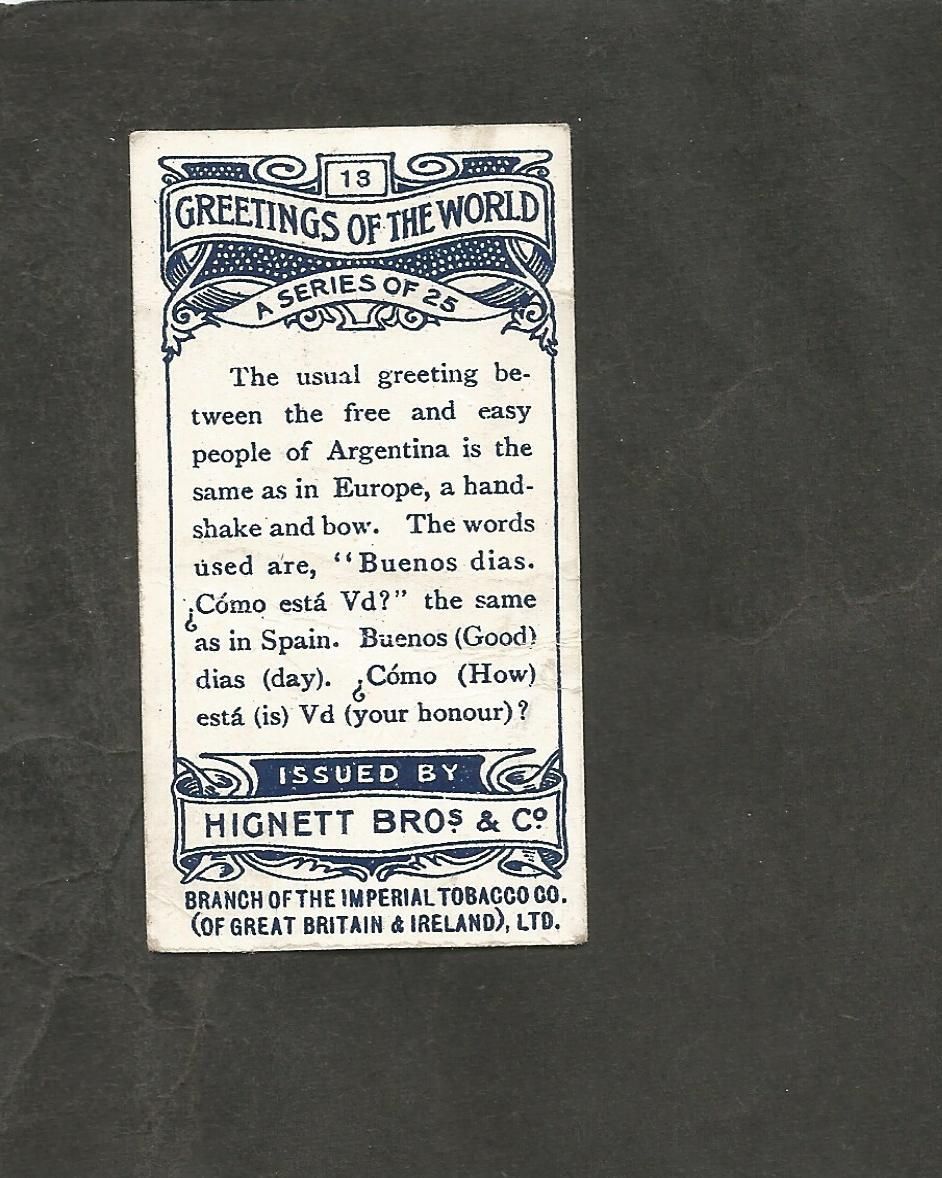 13
GREETINGS OF THE WORLD
A SERIES OF 25
The usual greeting be-
tween the free and easy
people of Argentina is the
same as in Europe, a hand-
shake and bow. The words
used are, "Buenos dias.
¿Cómo está Vd?" the same
as in Spain. Buenos (Good)
dias (day). ¿Cómo (How)
está (is) Vd (your honour)?
ISSUED BY
HIGNETT BROS. & Co
BRANCH OF THE IMPERIAL TOBACCO CO.
(OF GREAT BRITAIN & IRELAND), LTD.